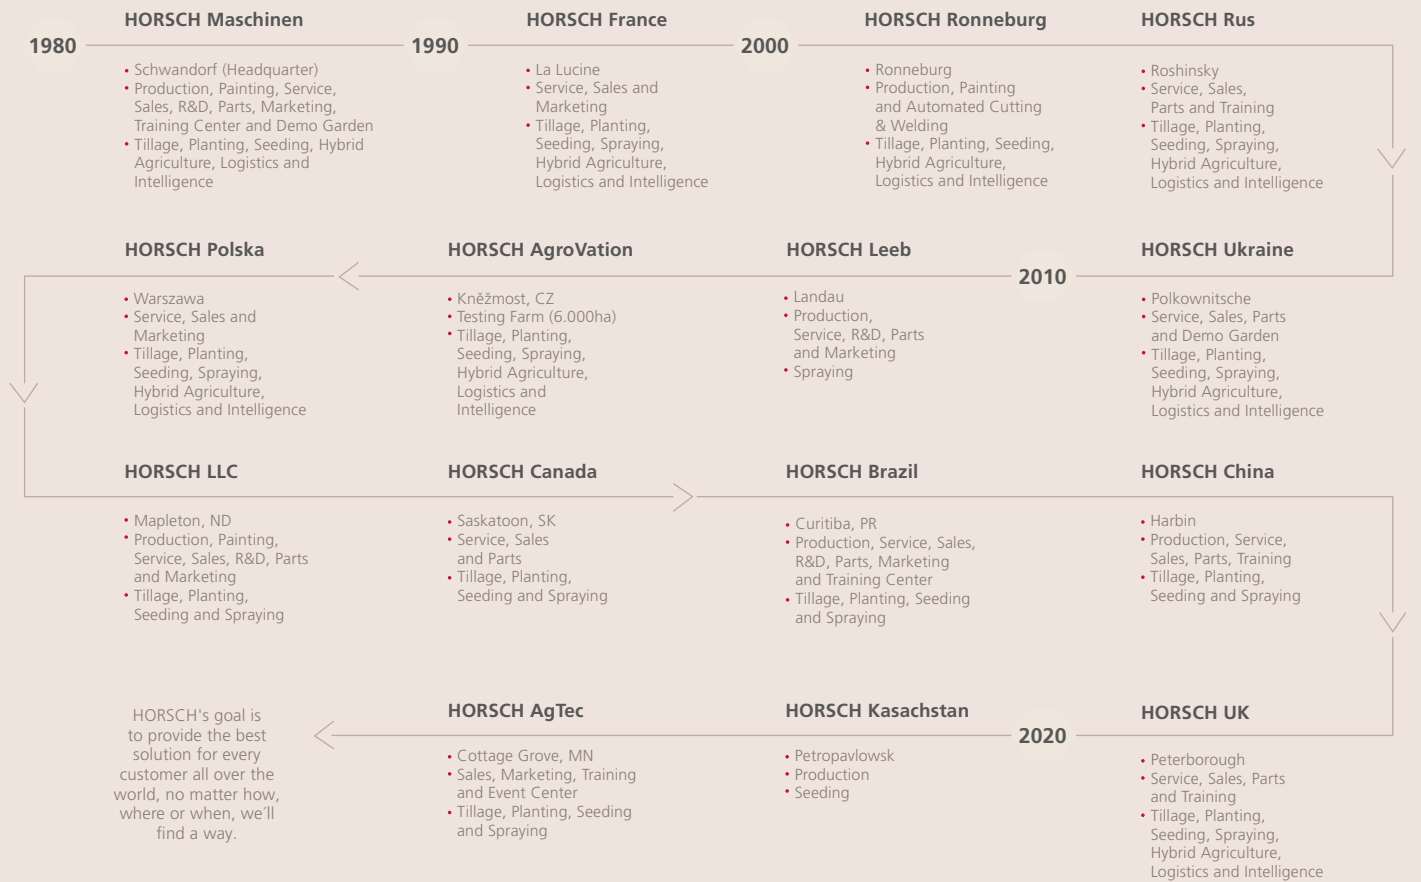 1980
HORSCH Maschinen
• Schwandorf (Headquarter)
• Production, Painting, Service,
Sales, R&D, Parts, Marketing,
Training Center and Demo Garden
• Tillage, Planting, Seeding, Hybrid
Agriculture, Logistics and
Intelligence
1990
HORSCH France
• La Lucine
• Service, Sales and
Marketing
• Tillage, Planting,
Seeding, Spraying,
Hybrid Agriculture,
Logistics and Intelligence
2000
HORSCH Ronneburg
• Ronneburg
• Production, Painting
and Automated Cutting
& Welding
• Tillage, Planting, Seeding,
Hybrid Agriculture,
Logistics and Intelligence
HORSCH Rus
• Roshinsky
• Service, Sales,
Parts and Training
• Tillage, Planting,
Seeding, Spraying,
Hybrid Agriculture,
Logistics and Intelligence
HORSCH Ukraine
• Polkownitsche
• Service, Sales, Parts
and Demo Garden
• Tillage, Planting,
Seeding, Spraying,
Hybrid Agriculture,
Logistics and Intelligence
2010
HORSCH Leeb
• Landau
• Production,
Service, R&D, Parts
and Marketing
• Spraying
HORSCH AgroVation
• Kněžmost, CZ
• Testing Farm (6.000ha)
• Tillage, Planting,
Seeding, Spraying,
Hybrid Agriculture,
Logistics and
Intelligence
HORSCH Polska
• Warszawa
• Service, Sales and
Marketing
• Tillage, Planting,
Seeding, Spraying,
Hybrid Agriculture,
Logistics and Intelligence
HORSCH LLC
• Mapleton, ND
• Production, Painting,
Service, Sales, R&D, Parts
and Marketing
• Tillage, Planting,
Seeding and Spraying
HORSCH Canada
• Saskatoon, SK
• Service, Sales
and Parts
• Tillage, Planting,
Seeding and Spraying
HORSCH Brazil
• Curitiba, PR
• Production, Service, Sales,
R&D, Parts, Marketing
and Training Center
• Tillage, Planting, Seeding
and Spraying
HORSCH China
• Harbin
• Production, Service,
Sales, Parts, Training
• Tillage, Planting,
Seeding and Spraying
HORSCH UK
• Peterborough
• Service, Sales, Parts
and Training
• Tillage, Planting,
Seeding, Spraying,
Hybrid Agriculture,
Logistics and Intelligence
2020
HORSCH Kasachstan
• Petropavlowsk
• Production
• Seeding
HORSCH AgTec
• Cottage Grove, MN
• Sales, Marketing, Training
and Event Center
• Tillage, Planting, Seeding
and Spraying
HORSCH's goal is
to provide the best
solution for every
customer all over the
world, no matter how,
where or when, we´ll
find a way.